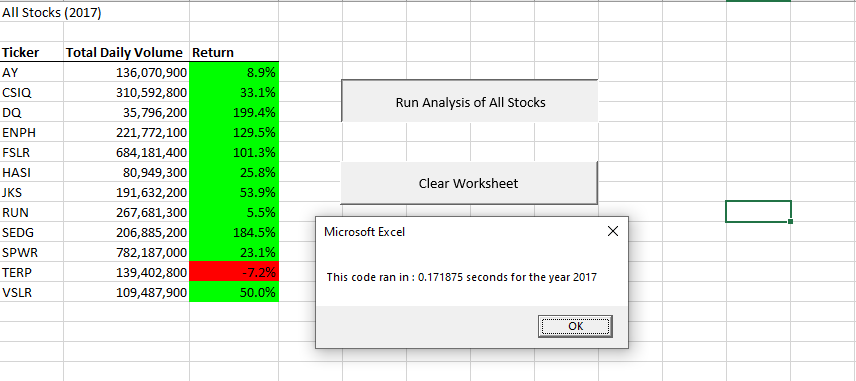 All Stocks (2017)
Ticker Total Daily Volume Return
AY 136,070,900 8.9%
CSIQ 310,592,800 33.1%
DQ 35,796,200 199.4%
ENPH 221,772,100 129.5%
FSLR 684,181,400 101.3%
HASI 80,949,300 25.8%
JKS 191,632,200 53.9%
RUN 267,681,300 5.5%
SEDG 206,885,200 184.5%
SPWR 782,187,000 23.1%
TERP 139,402,800 -7.2%
VSLR 109,487,900 50.0%
Run Analysis of All Stocks
Clear Worksheet
Microsoft Excel
This code ran in : 0.171875 seconds for the year 2017
OK